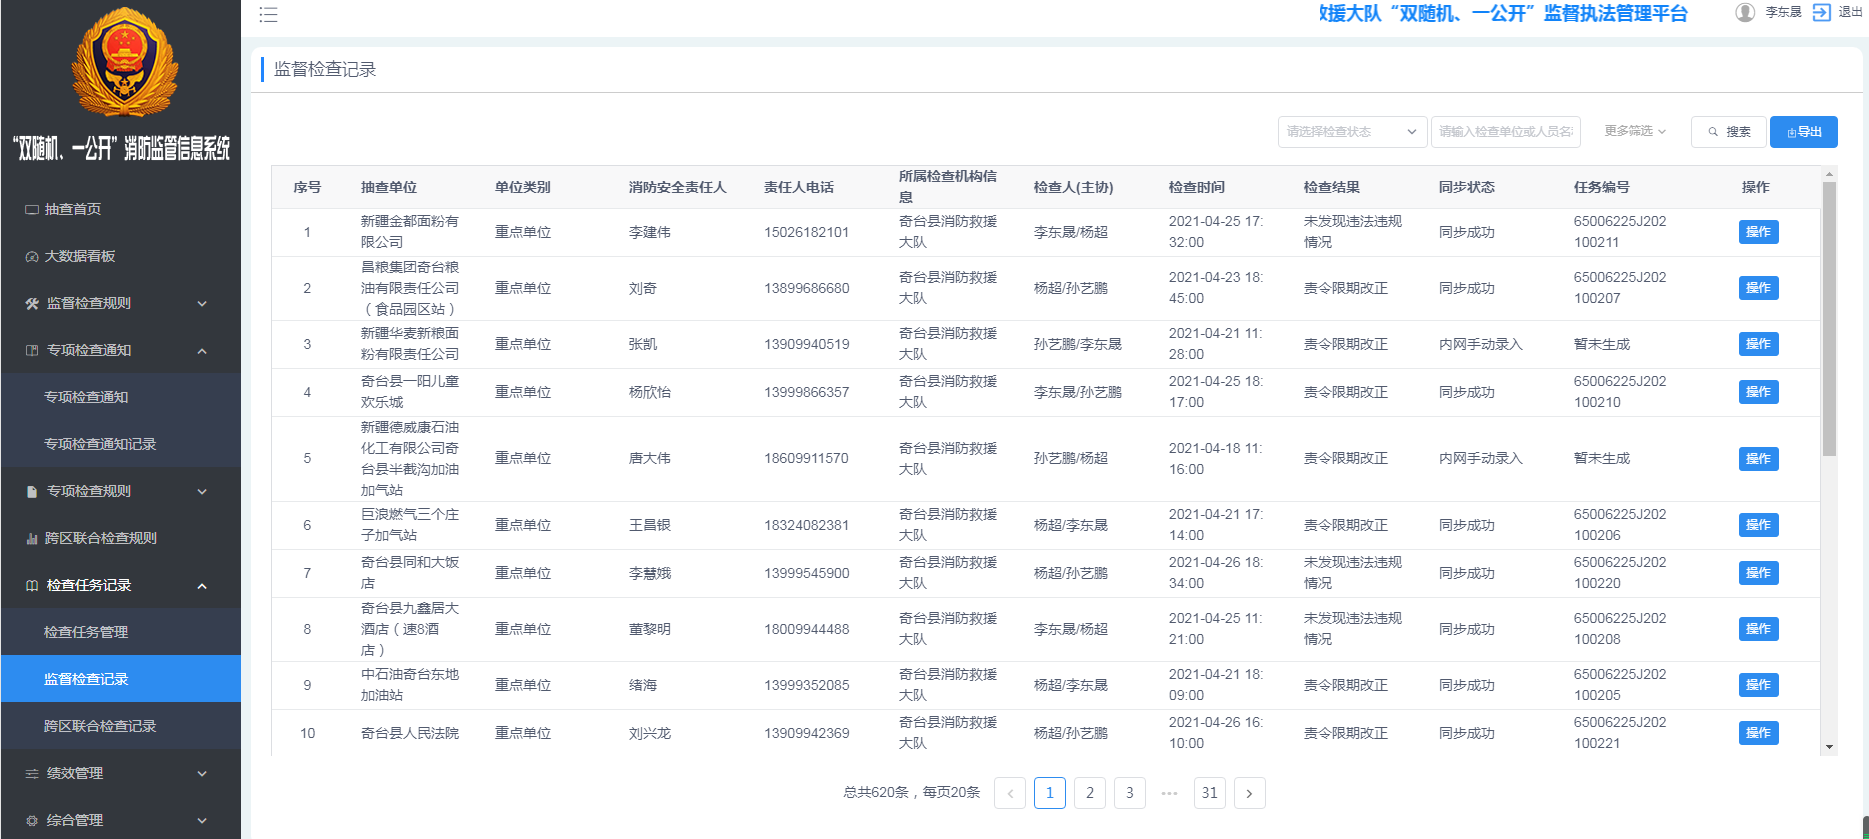 救援大队“双随机、一公开”监督执法管理平台
李东晟
退出
“双随机、一公开”消防监管信息系统
抽查首页
大数据看板
监督检查规则
专项检查通知
专项检查通知
专项检查通知记录
专项检查规则
跨区联合检查规则
检查任务记录
检查任务管理
监督检查记录
跨区联合检查记录
绩效管理
综合管理
监督检查记录
请选择检查状态
请输入检查单位或人员名称
更多筛选
搜索
导出
序号 抽查单位 单位类别 消防安全责任人 责任人电话 所属检查机构信 检查人(主协) 检查时间 检查结果 同步状态 任务编号 操作
息
新疆金都面粉有 奇台县消防救援 2021-04-25 17: 未发现违法违规 65006225J202
1 重点单位 李建伟 15026182101 李东晟/杨超 同步成功 操作
限公司 大队 32:00 情况 100211
昌粮集团奇台粮 奇台县消防救援 2021-04-23 18: 65006225J202
2 油有限责任公司 重点单位 刘奇 13899686680 杨超/孙艺鹏 责令限期改正 同步成功 操作
（食品园区站） 大队 45:00 100207
新疆华麦新粮面 奇台县消防救援 2021-04-21 11:
3 重点单位 张凯 13909940519 孙艺鹏/李东晟 责令限期改正 内网手动录入 暂未生成 操作
粉有限责任公司 大队 28:00
奇台县一阳儿童 奇台县消防救援 2021-04-25 18: 65006225J202
4 重点单位 杨欣怡 13999866357 李东晟/孙艺鹏 责令限期改正 同步成功 操作
欢乐城 大队 17:00 100210
新疆德威康石油
化工有限公司奇 奇台县消防救援 2021-04-18 11:
5 重点单位 唐大伟 18609911570 孙艺鹏/杨超 责令限期改正 内网手动录入 暂未生成 操作
台县半截沟加油 大队 16:00
加气站
巨浪燃气三个庄 奇台县消防救援 2021-04-21 17: 65006225J202
6 重点单位 王昌银 18324082381 杨超/李东晟 责令限期改正 同步成功 操作
子加气站 大队 14:00 100206
奇台县同和大饭 奇台县消防救援 2021-04-26 18: 未发现违法违规 65006225J202
7 重点单位 李慧娥 13999545900 杨超/孙艺鹏 同步成功 操作
店 大队 34:00 情况 100220
奇台县九鑫居大 奇台县消防救援 2021-04-25 11: 未发现违法违规 65006225J202
8 酒店（速8酒 重点单位 董黎明 18009944488 李东晟/杨超 同步成功 操作
店） 大队 21:00 情况 100208
中石油奇台东地 奇台县消防救援 2021-04-21 18: 65006225J202
9 重点单位 绪海 13999352085 杨超/李东晟 责令限期改正 同步成功 操作
加油站 大队 09:00 100205
奇台县消防救援 2021-04-26 16: 65006225J202
10 奇台县人民法院 重点单位 刘兴龙 13909942369 杨超/孙艺鹏 责令限期改正 同步成功 操作
大队 10:00 100221
总共620条，每页20条 < 1 2 3 ••• 31 >